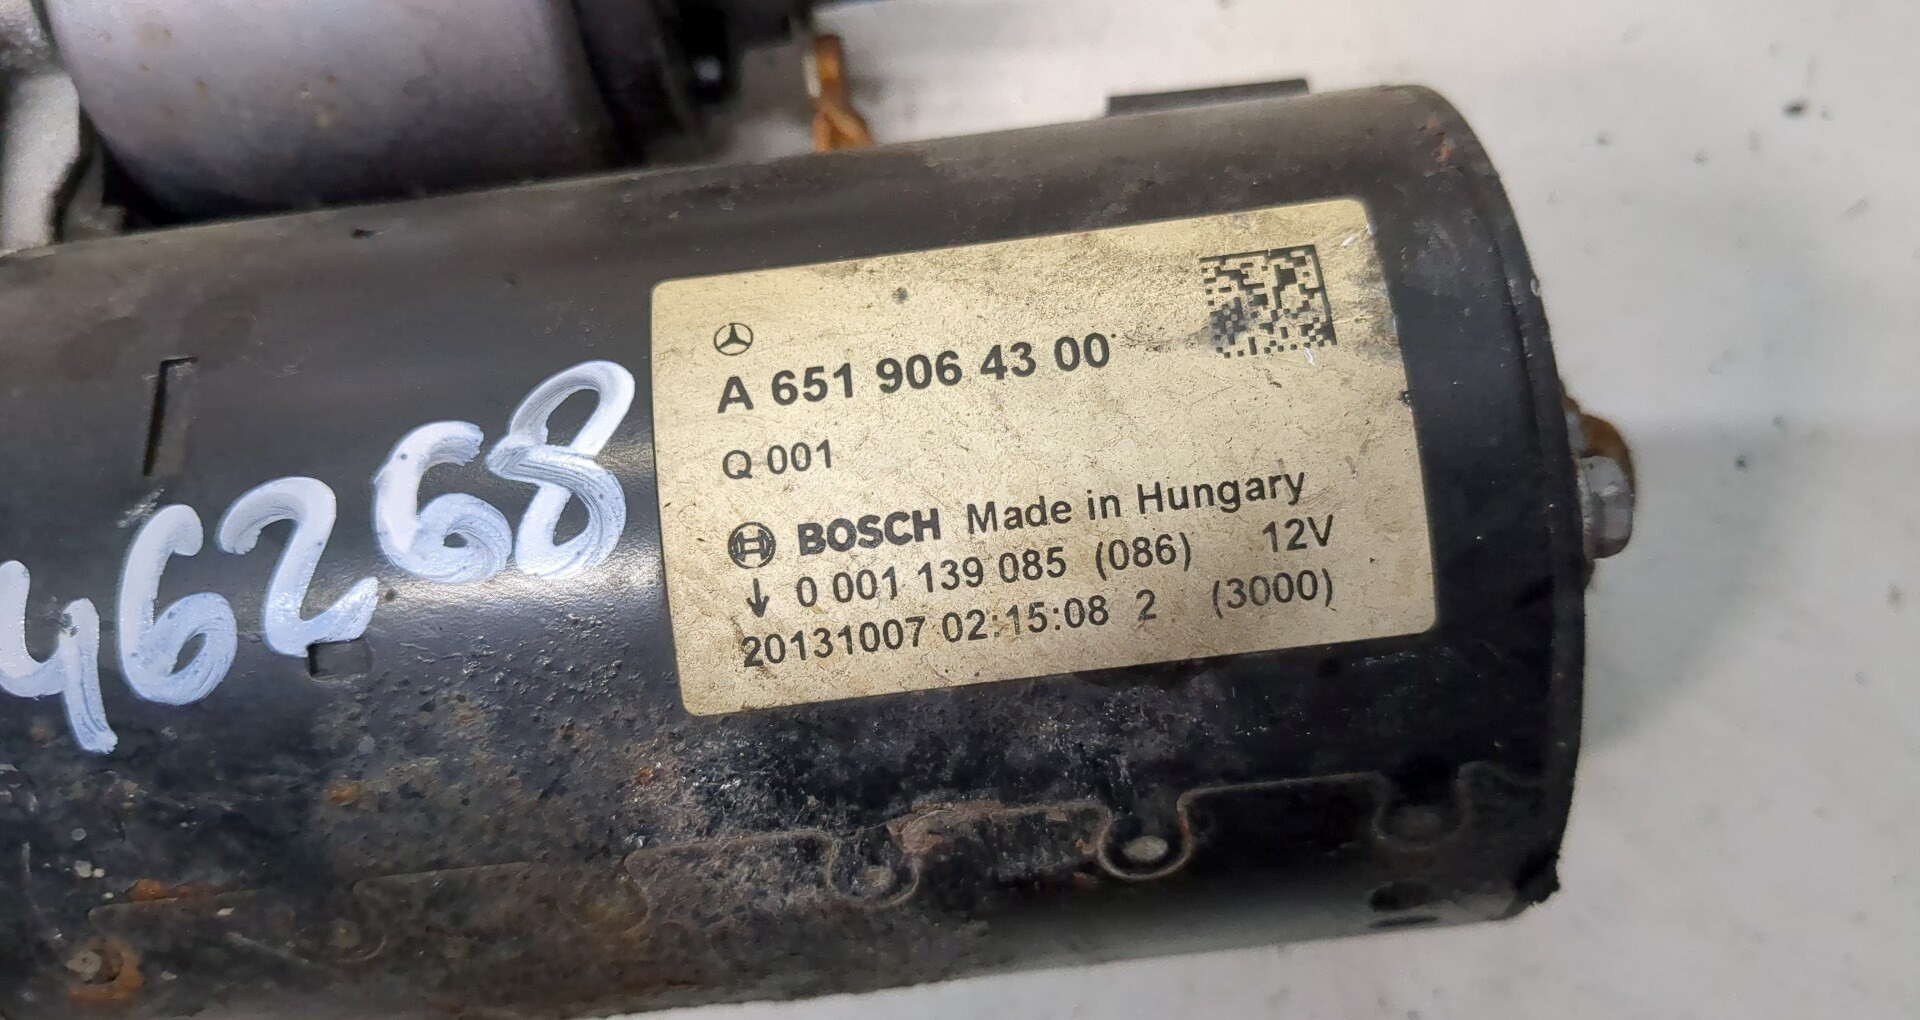 46268
A 651 906 43 00
Q 001
BOSCH Made in Hungary
0 001 139 085 (086) 12V
20131007 02:15:08 2 (3000)